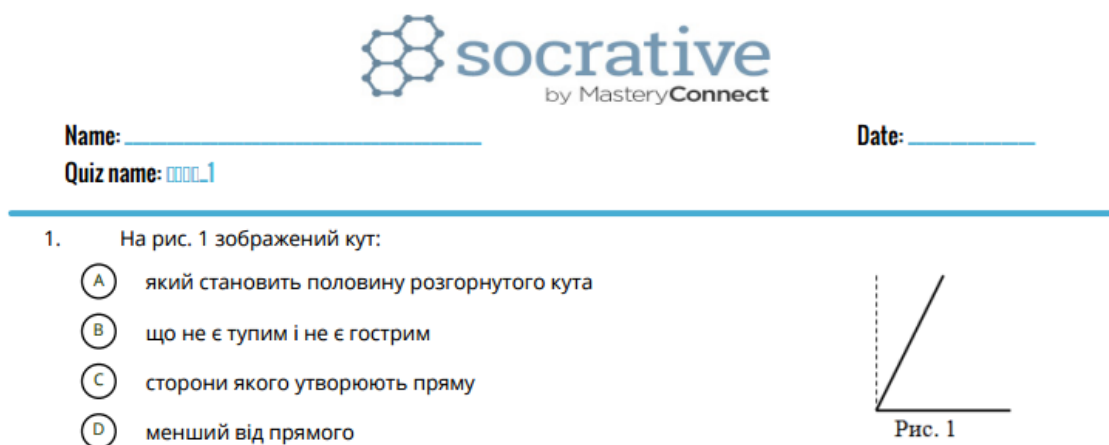 socrative
by MasteryConnect
Name: Date:
Quiz name: _1
1. На рис. 1 зображений кут:
A який становить половину розгорнутого кута
B що не є тупим і не є гострим
C сторони якого утворюють пряму
D менший від прямого
Рис. 1